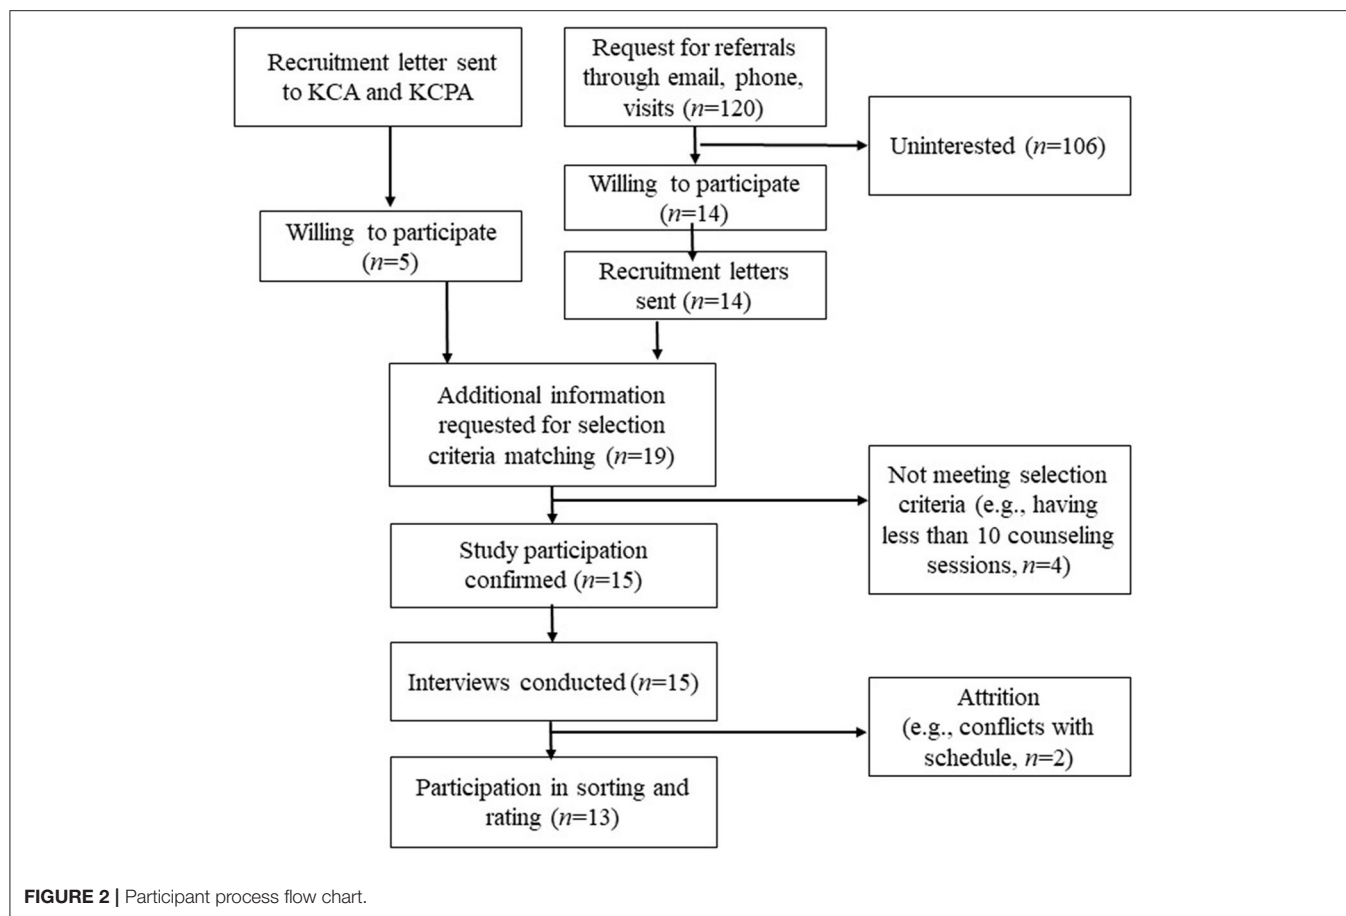 Recruitment letter sent
to KCA and KCPA
Request for referrals
through email, phone,
visits (n=120)
Uninterested (n=106)
Willing to participate
(n=14)
Willing to participate
(n=5)
Recruitment letters
sent (n=14)
Additional information
requested for selection
criteria matching (n=19)
Not meeting selection
criteria (e.g., having
less than 10 counseling
sessions, n=4)
Study participation
confirmed (n=15)
Interviews conducted (n=15)
Attrition
(e.g., conflicts with
schedule, n=2)
Participation in sorting and
rating (n=13)
FIGURE 2 | Participant process flow chart.